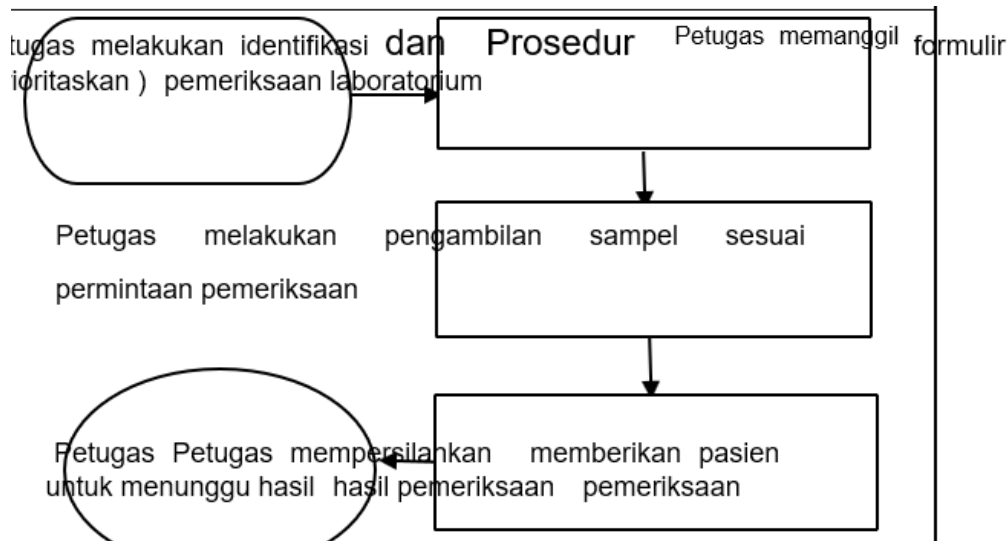 tugas melakukan identifikasi dan Prosedur Petugas memanggil formulir
ioritaskan ) pemeriksaan laboratorium
Petugas melakukan pengambilan sampel sesuai
permintaan pemeriksaan
Petugas Petugas mempersilankan memberikan pasien
untuk menunggu hasil hasil pemeriksaan pemeriksaan